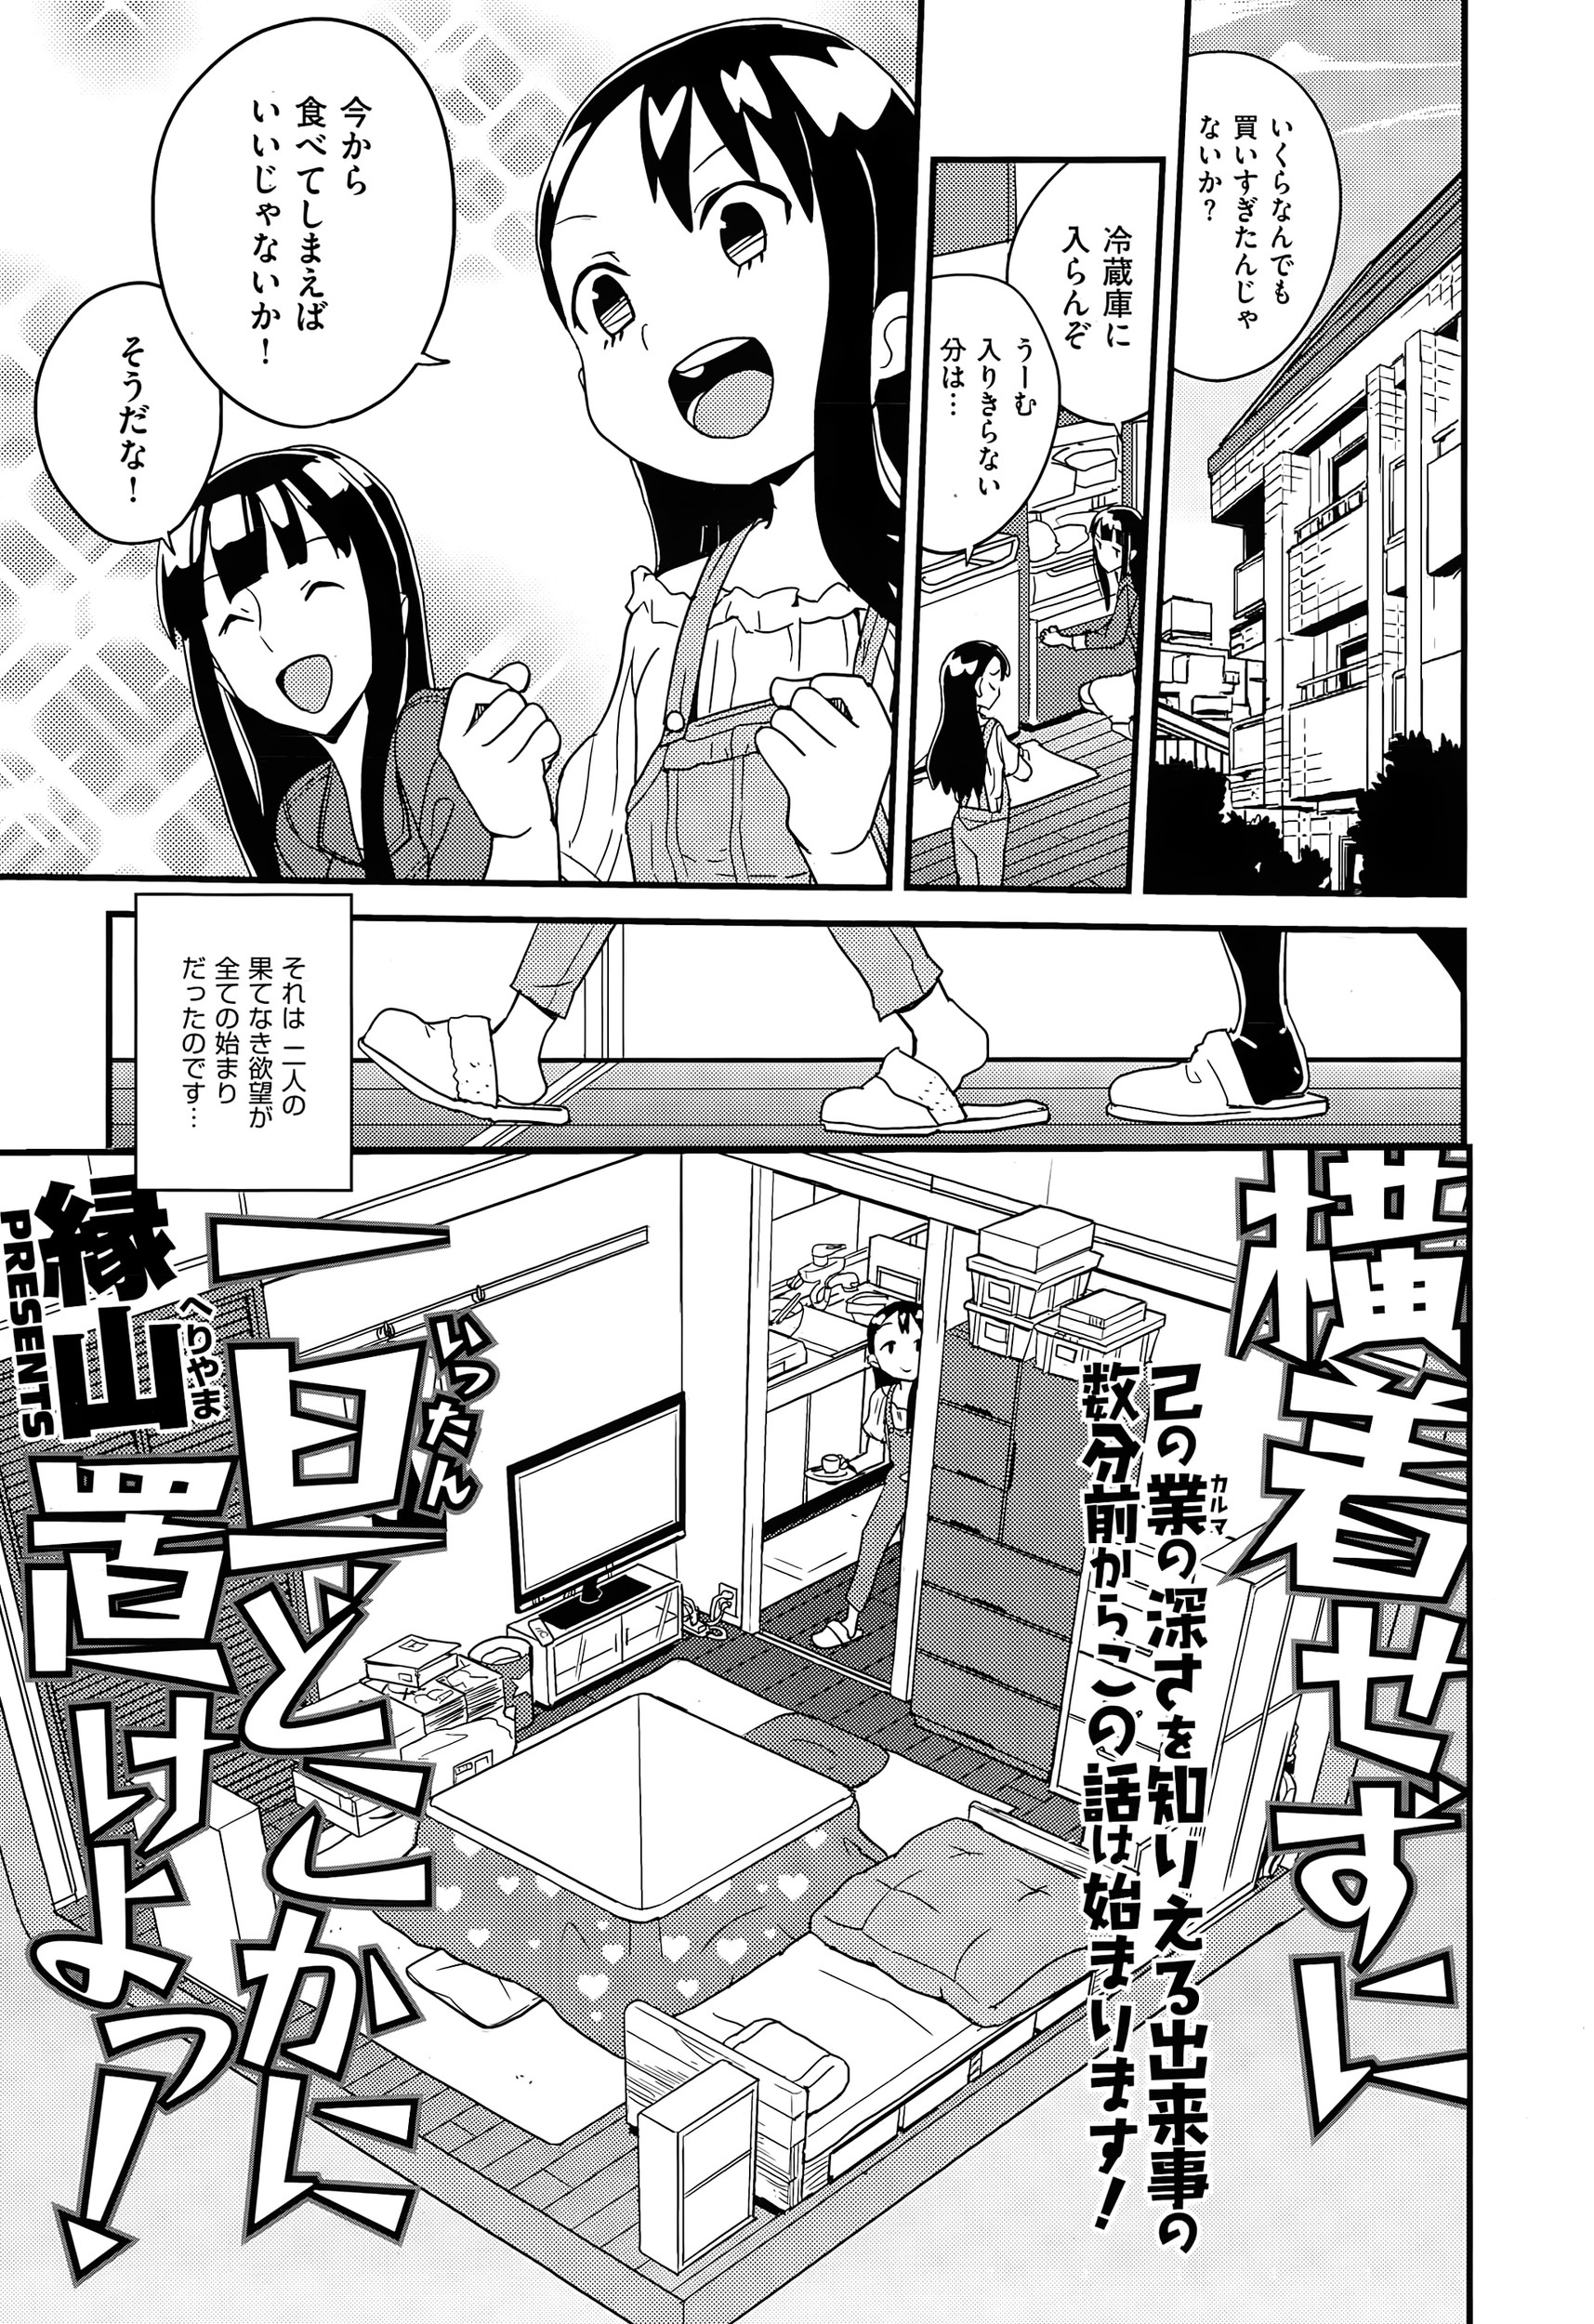 いくらなんでも
買いすぎたんじゃ
ないか?
冷蔵庫に
入らんぞ
うーむ
入りきらない
分は…
今から
食べてしまえば
いいじゃないか!
そうだな!
それは 二人の
果てなき欲望が
全ての始まり
だったのです…
横着せずに
己の業の深さを知りえる出来事の
カルマ
数分前からこの話は始まります!
一旦どこかに
いったん
置けよっ!
縁山
へりやま
PRESENTS